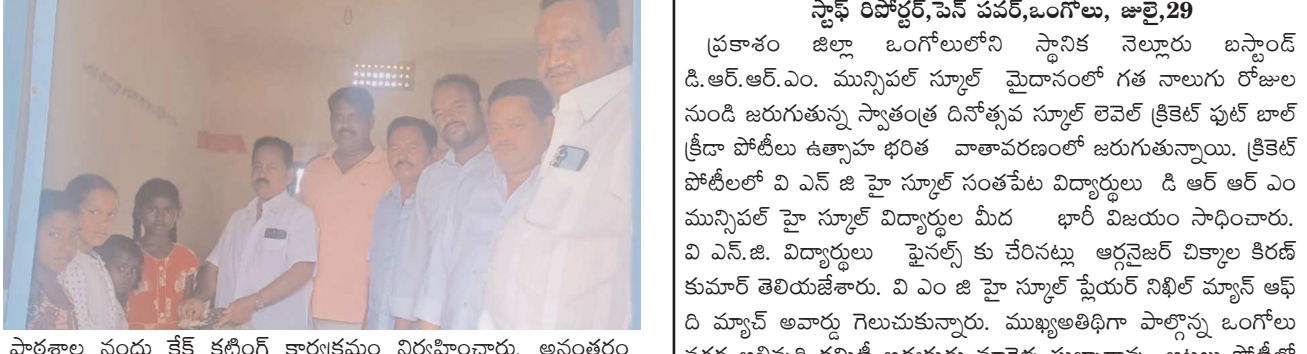 పాఠశాల నందు కేక్ కటింగ్ కార్యక్రమం నిర్వహించారు. అనంతరం
స్టాఫ్ రిపోర్టర్,పెన్ పవర్,ఒంగోలు, జులై,29
ప్రకాశం జిల్లా ఒంగోలులోని స్థానిక నెల్లూరు బస్టాండ్
డి.ఆర్.ఆర్.ఎం. మున్సిపల్ స్కూల్ మైదానంలో గత నాలుగు రోజుల
నుండి జరుగుతున్న స్వాతంత్ర దినోత్సవ స్కూల్ లెవెల్ క్రికెట్ ఫుట్ బాల్
క్రీడా పోటీలు ఉత్సాహ భరిత వాతావరణంలో జరుగుతున్నాయి. క్రికెట్
పోటీలలో వి ఎన్ జి హై స్కూల్ సంతపేట విద్యార్థులు డి ఆర్ ఆర్ ఎం
మున్సిపల్ హై స్కూల్ విద్యార్థుల మీద భారీ విజయం సాధించారు.
వి ఎన్.జి. విద్యార్థులు ఫైనల్స్ కు చేరినట్లు ఆర్గనైజర్ చిక్కాల కిరణ్
కుమార్ తెలియజేశారు. వి ఎం జి హై స్కూల్ ప్లేయర్ నిఖిల్ మ్యాన్ ఆఫ్
ది మ్యాచ్ అవార్డు గెలుచుకున్నారు. ముఖ్యఅతిథిగా పాల్గొన్న ఒంగోలు